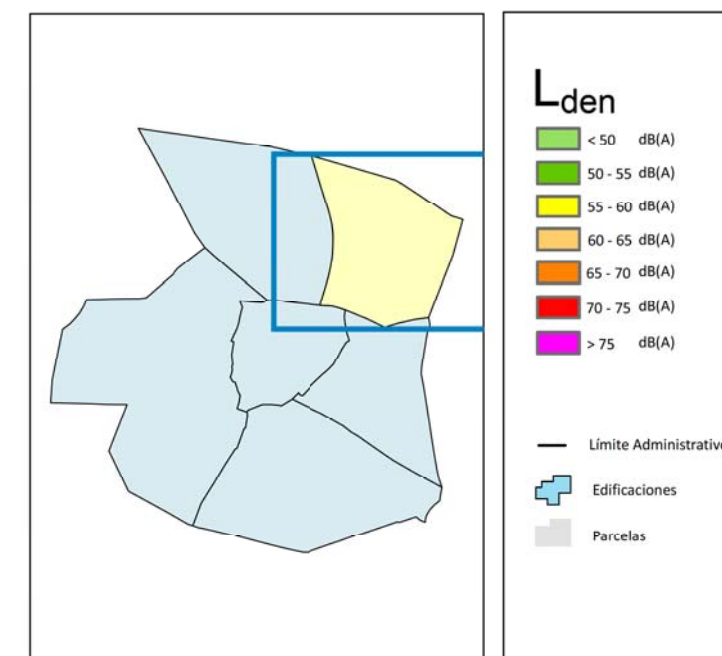 Lden
< 50 dB(A)
50 - 55 dB(A)
55 - 60 dB(A)
60 - 65 dB(A)
65 - 70 dB(A)
70 - 75 dB(A)
> 75 dB(A)
Límite Administrativo
Edificaciones
Parcelas